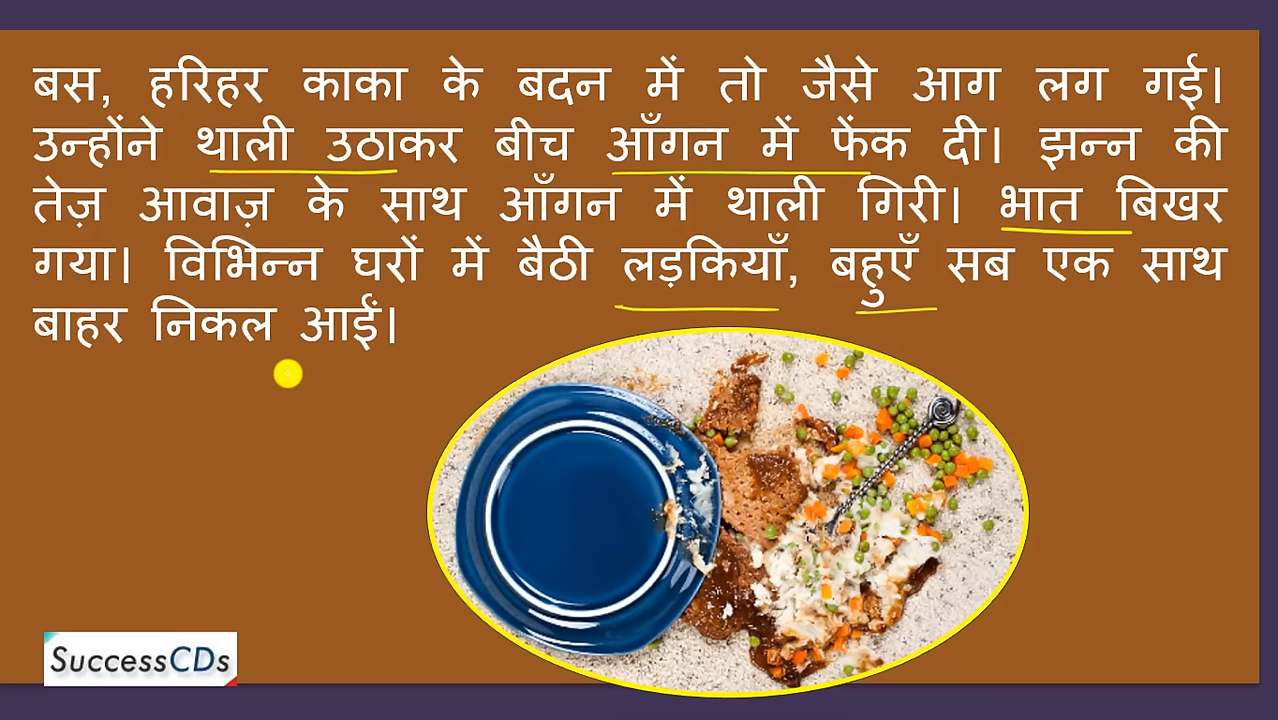 बस, हरिहर काका के बदन में तो जैसे आग लग गई।
उन्होंने थाली उठाकर बीच आँगन में फेंक दी। झन्न की
तेज़ आवाज़ के साथ आँगन में थाली गिरी। भात बिखर
गया। विभिन्न घरों में बैठी लड़कियाँ, बहुएँ सब एक साथ
बाहर निकल आईं।
SuccessCDs